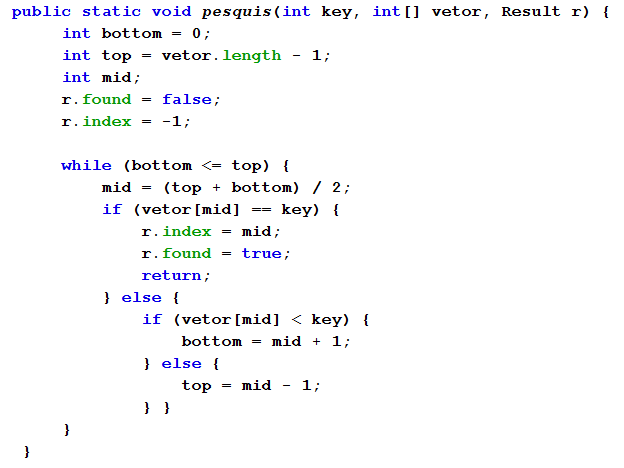 public static void pesquis(int key, int[] vetor, Result r) {
int bottom = 0;
int top = vetor.length - 1;
int mid;
r.found = false;
r.index = -1;
while (bottom <= top) {
mid = (top + bottom) / 2;
if (vetor[mid] == key) {
r.index = mid;
r.found = true;
return;
} else {
if (vetor[mid] < key) {
bottom = mid + 1;
} else {
top = mid - 1;
} }
}
}